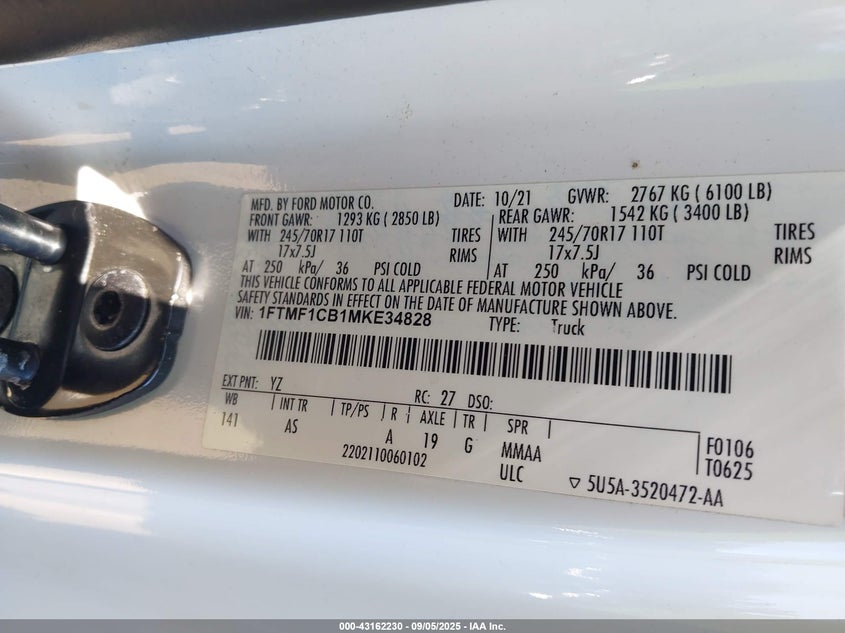 MFD. BY FORD MOTOR CO. DATE: 10/21 GVWR: 2767 KG ( 6100 LB)
FRONT GAWR: 1293 KG ( 2850 LB) REAR GAWR: 1542 KG ( 3400 LB)
WITH 245/70R17 110T TIRES WITH 245/70R17 110T TIRES
17x7.5J RIMS 17x7.5J RIMS
AT 250 kPa/ 36 PSI COLD AT 250 kPa/ 36 PSI COLD
THIS VEHICLE CONFORMS TO ALL APPLICABLE FEDERAL MOTOR VEHICLE
SAFETY STANDARDS IN EFFECT ON THE DATE OF MANUFACTURE SHOWN ABOVE.
VIN: 1FTMF1CB1MKE34828 TYPE: Truck
EXT PNT: YZ RC: 27 DSO:
WB INT TR TP/PS R AXLE TR SPR
141 AS A 19 G MMAA
2202110060102 ULC
F0106
T0625
5U5A-3520472-AA
000-43162230 - 09/05/2025 - IAA Inc.